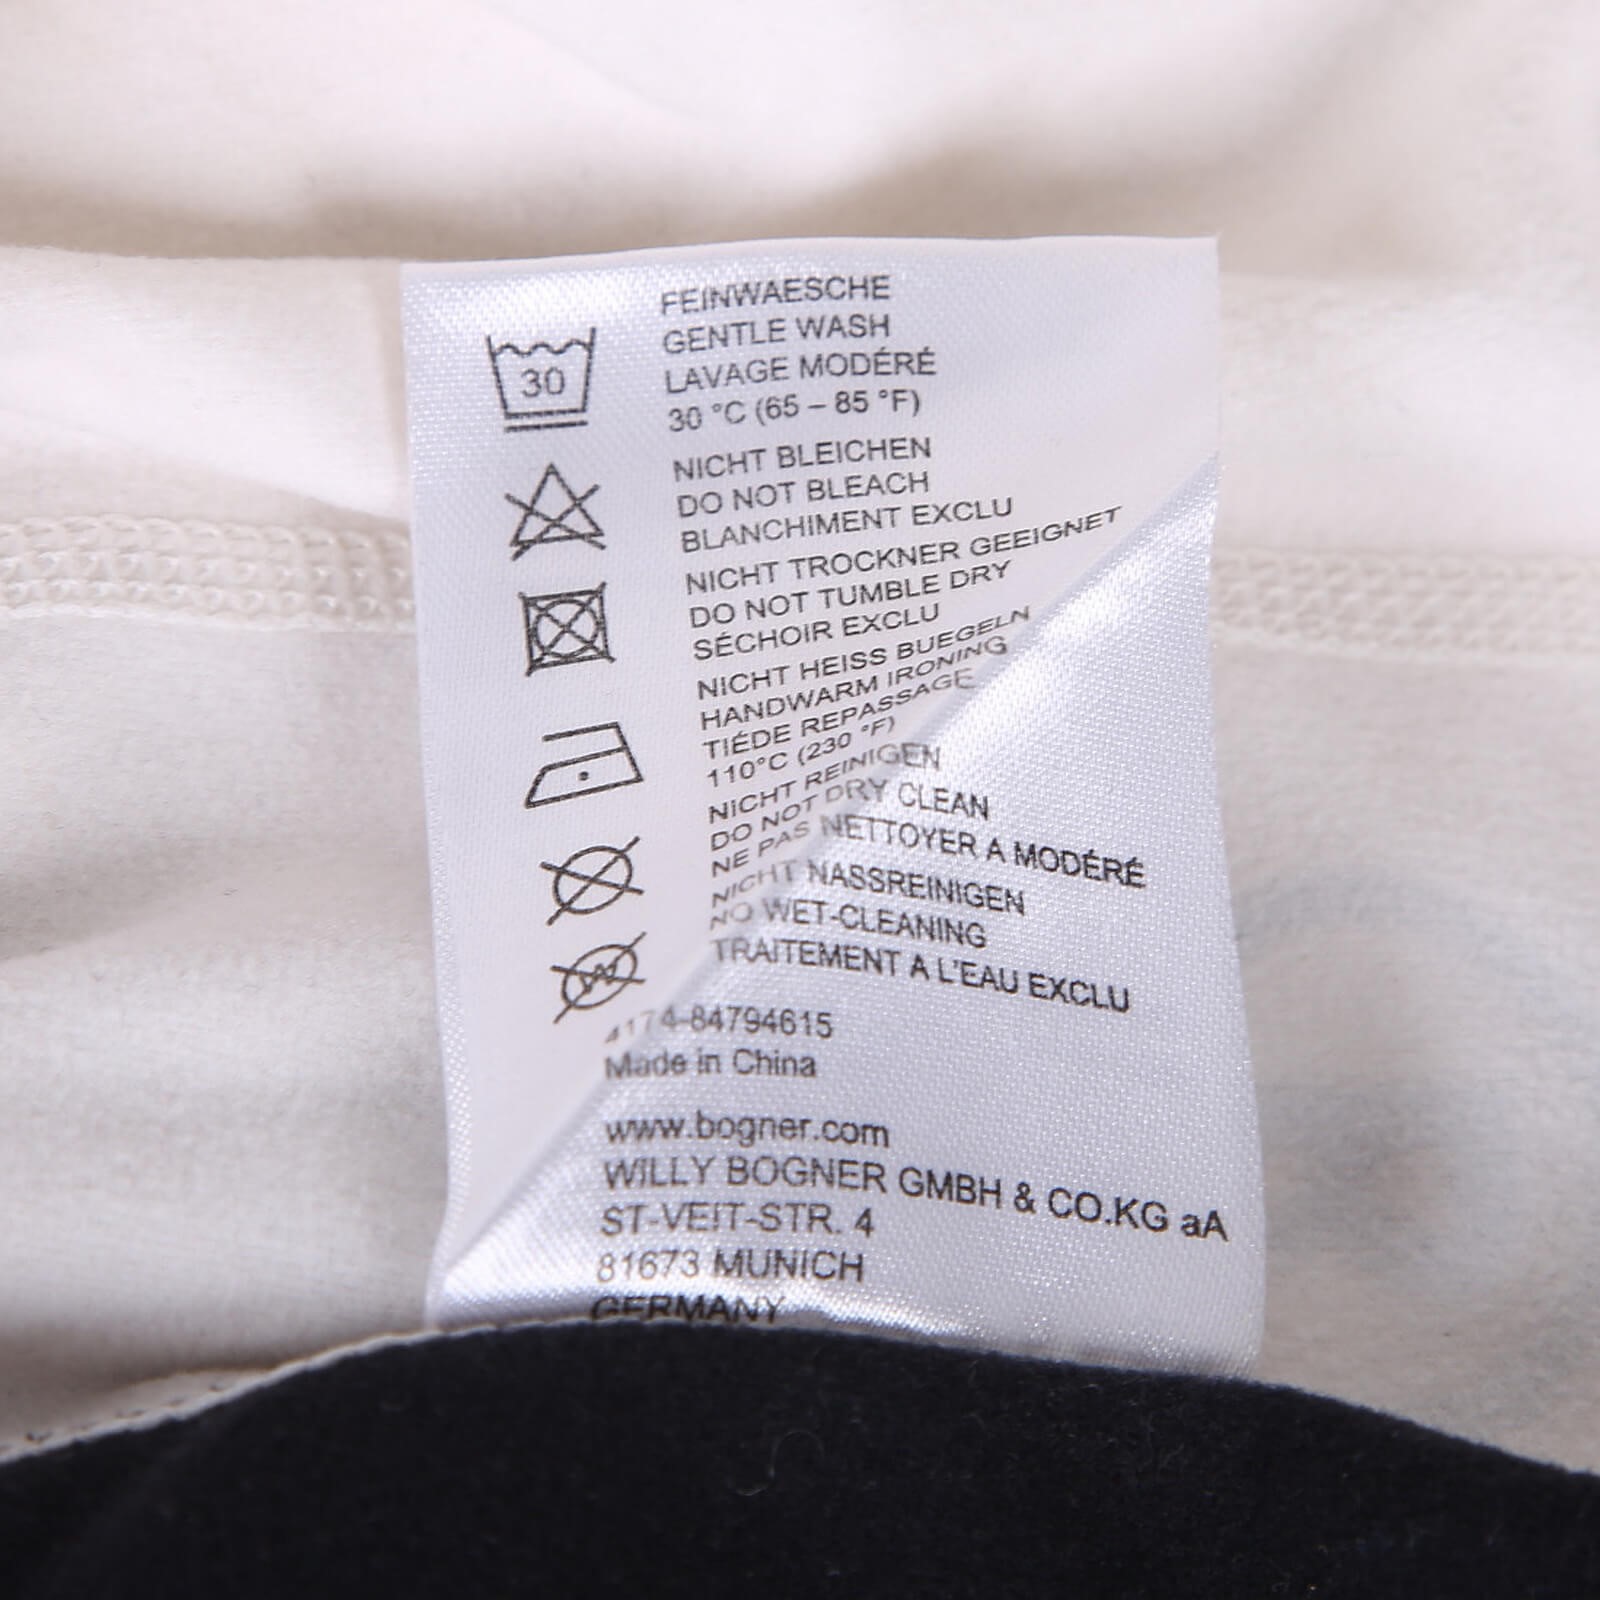 FEINWAESCHE
GENTLE WASH
LAVAGE MODÉRÉ
30
30 °C (65 – 85 °F)
NICHT BLEICHEN
DO NOT BLEACH
BLANCHIMENT EXCLU
NICHT TROCKNER GEEIGNET
DO NOT TUMBLE DRY
SÉCHOIR EXCLU
NICHT HEISS BUEGELN
HANDWARM IRONING
TIÉDE REPASSAGE
110°C (230 °F)
NICHT REINIGEN
DO NOT DRY CLEAN
NE PAS NETTOYER A MODÉRÉ
NICHT NASSREINIGEN
NO WET-CLEANING
W
TRAITEMENT A L'EAU EXCLU
4174-84794615
Made in China
www.bogner.com
WILLY BOGNER GMBH & CO.KG aA
ST-VEIT-STR. 4
81673 MUNICH
GERMANY